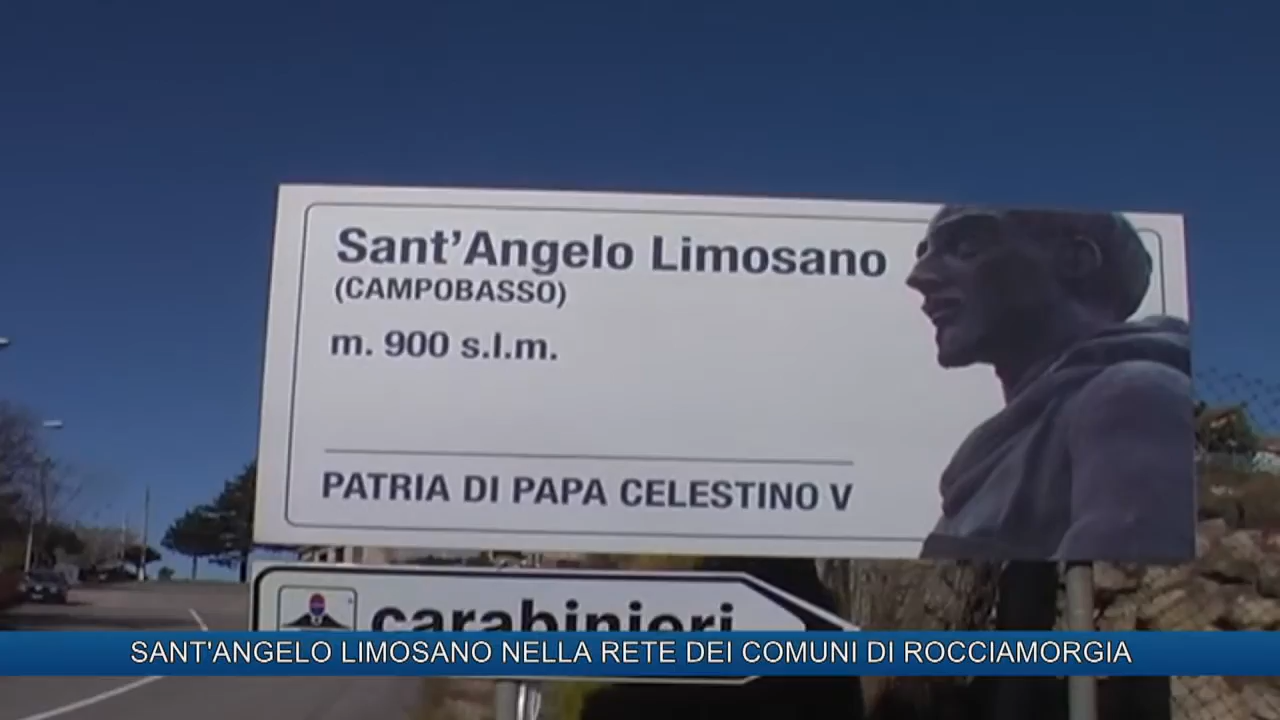 Sant'Angelo Limosano
(CAMPOBASSO)
m. 900 s.l.m.
PATRIA DI PAPA CELESTINO V
carabinieri
SANT'ANGELO LIMOSANO NELLA RETE DEI COMUNI DI ROCCIAMORGIA